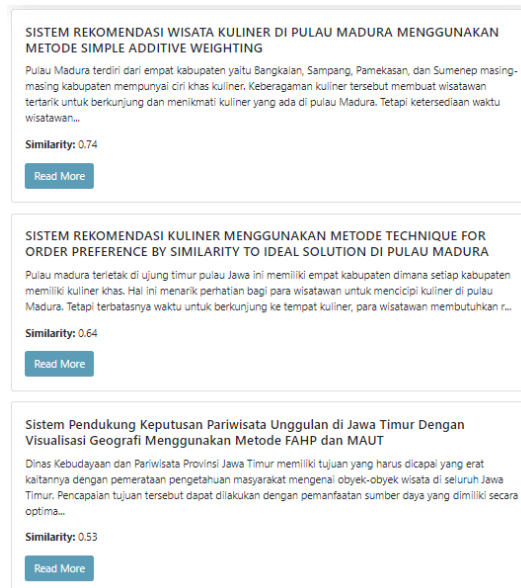 SISTEM REKOMENDASI WISATA KULINER DI PULAU MADURA MENGGUNAKAN
METODE SIMPLE ADDITIVE WEIGHTING
Pulau Madura terdiri dari empat kabupaten yaitu Bangkalan, Sampang, Pamekasan, dan Sumenep masing-
masing kabupaten mempunyai ciri khas kuliner. Keberagaman kuliner tersebut membuat wisatawan
tertarik untuk berkunjung dan menikmati kuliner yang ada di pulau Madura. Tetapi ketersediaan waktu
wisatawan...
Similarity: 0.74
Read More
SISTEM REKOMENDASI KULINER MENGGUNAKAN METODE TECHNIQUE FOR
ORDER PREFERENCE BY SIMILARITY TO IDEAL SOLUTION DI PULAU MADURA
Pulau madura terletak di ujung timur pulau Jawa ini memiliki empat kabupaten dimana setiap kabupaten
memiliki kuliner khas. Hal ini menarik perhatian bagi para wisatawan untuk mencicipi kuliner di pulau
Madura. Tetapi terbatasnya waktu untuk berkunjung ke tempat kuliner, para wisatawan membutuhkan r...
Similarity: 0.64
Read More
Sistem Pendukung Keputusan Pariwisata Unggulan di Jawa Timur Dengan
Visualisasi Geografi Menggunakan Metode FAHP dan MAUT
Dinas Kebudayaan dan Pariwisata Provinsi Jawa Timur memiliki tujuan yang harus dicapai yang erat
kaitannya dengan pemerataan pengetahuan masyarakat mengenai obyek-obyek wisata di seluruh Jawa
Timur. Pencapaian tujuan tersebut dapat dilakukan dengan pemanfaatan sumber daya yang dimiliki secara
optima...
Similarity: 0.53
Read More